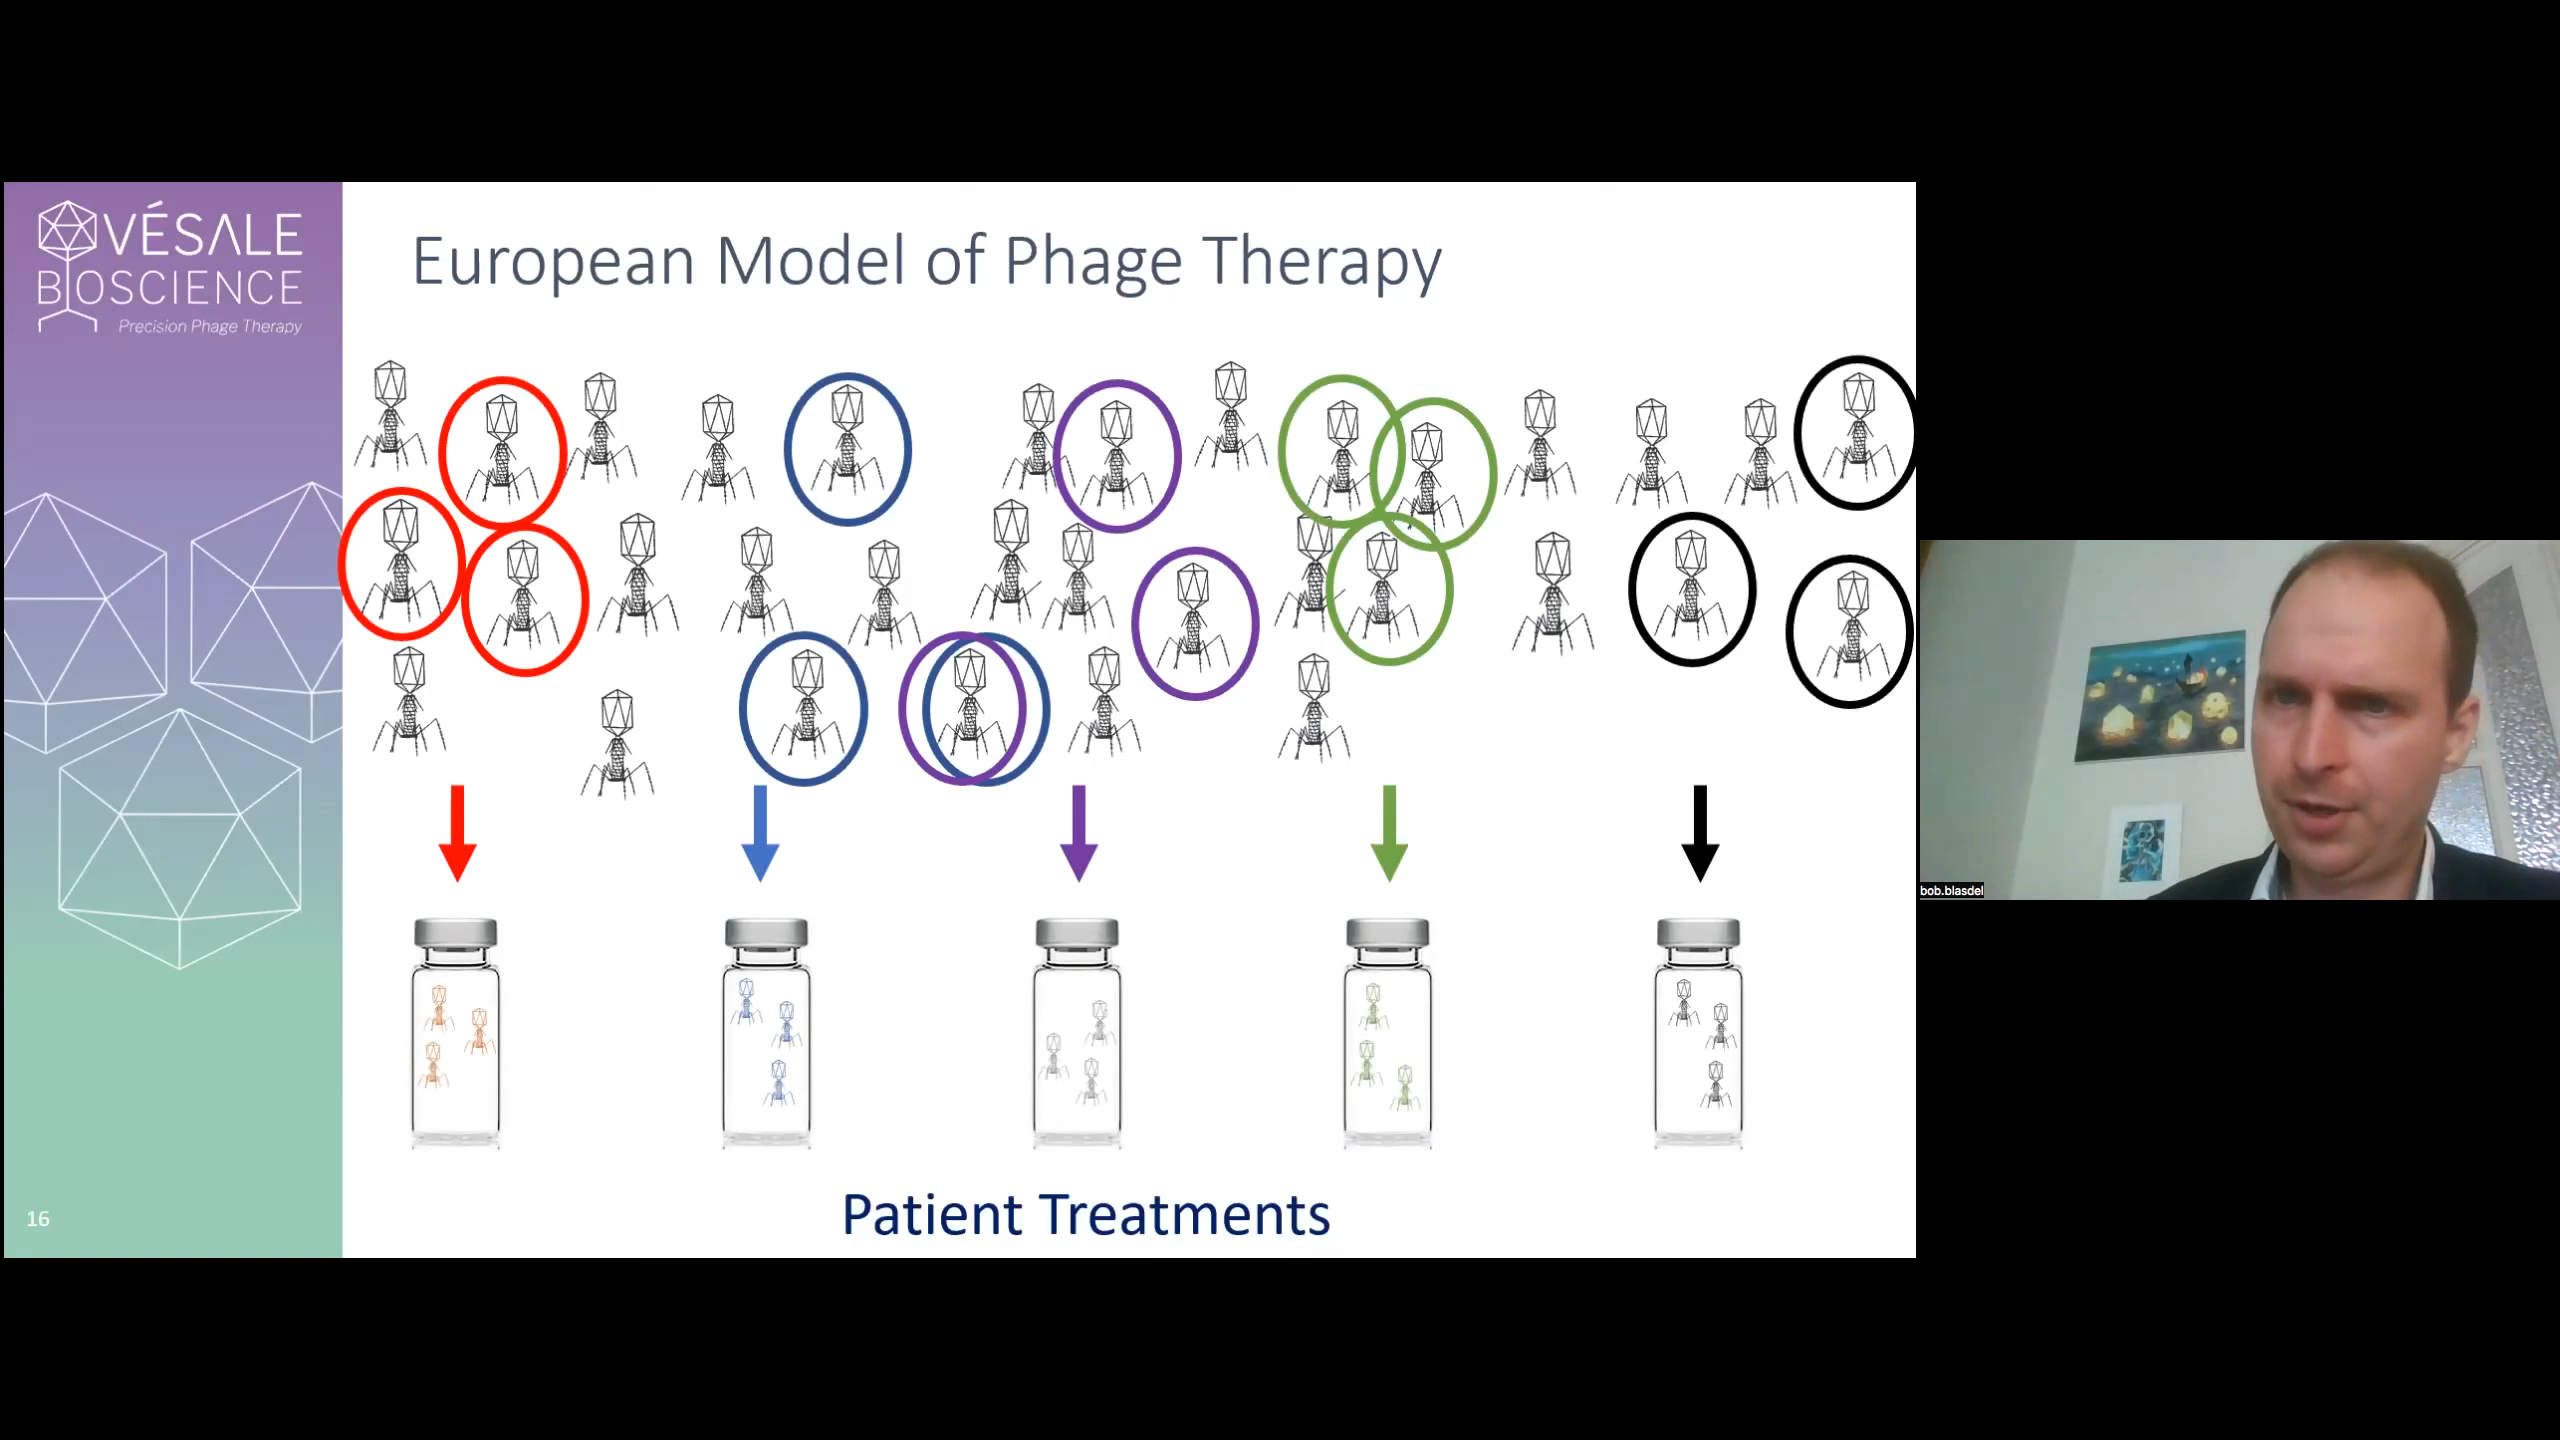 VÉSALE
BIOSCIENCE
Precision Phage Therapy
European Model of Phage Therapy
bob.blasdel
Patient Treatments
16